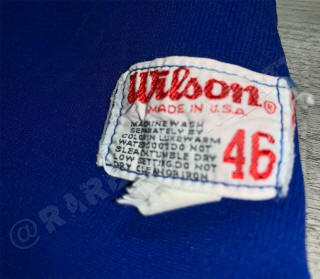 Wilson®
MADE IN U.S.A.
MACHINE WASH
SEPARATELY BY
COLOR IN LUKEWARM
WATER DO NOT
BLEACH TUMBLE DRY
LOW SETTING. DO NOT
DRY CLEAN OR IRON
46
@RAR